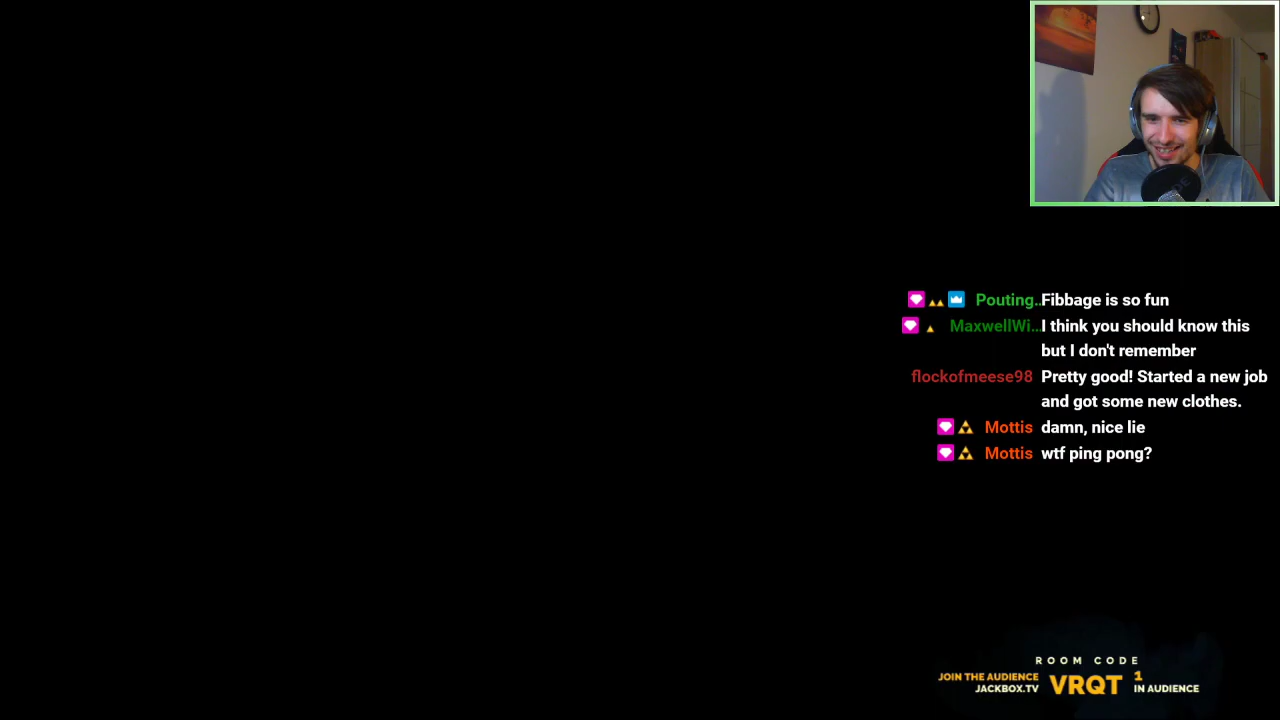 Pouting.. Fibbage is so fun
MaxwellWi... I think you should know this
but I don't remember
flockofmeese98 Pretty good! Started a new job
and got some new clothes.
Mottis damn, nice lie
Mottis wtf ping pong?
ROOM CODE
JOIN THE AUDIENCE
JACKBOX.TV
VRQT
1
IN AUDIENCE